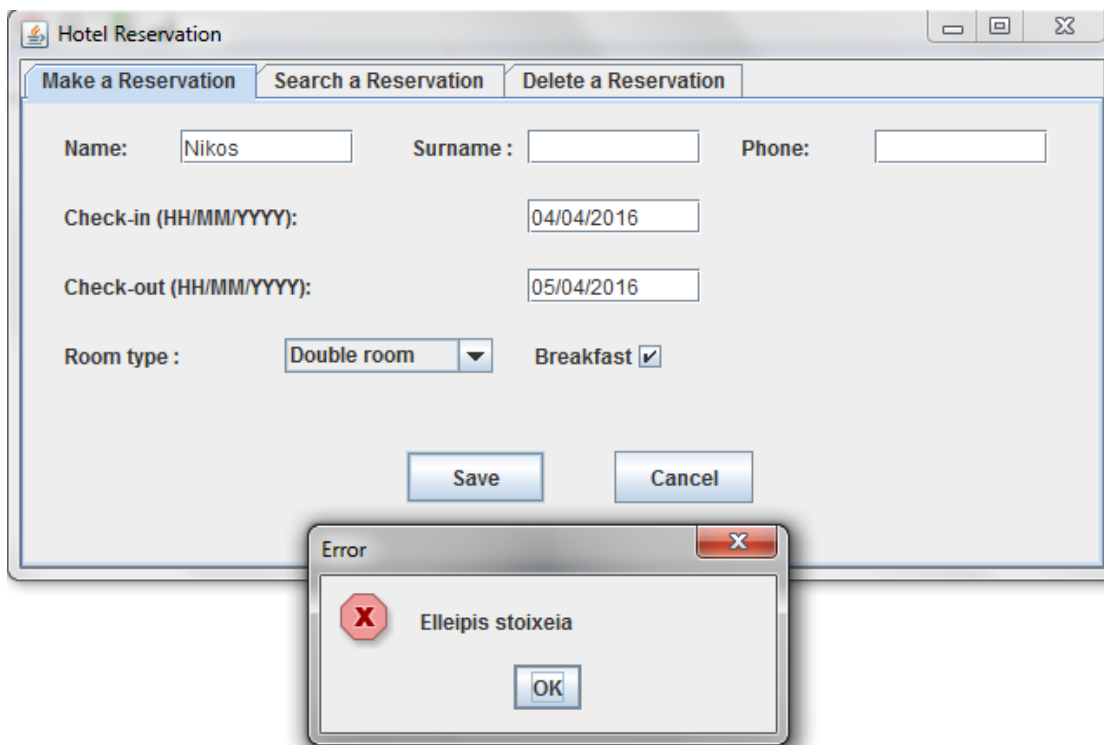 Hotel Reservation
Make a Reservation Search a Reservation Delete a Reservation
Name: Nikos Surname : Phone:
Check-in (HH/MM/YYYY): 04/04/2016
Check-out (HH/MM/YYYY): 05/04/2016
Room type : Double room Breakfast
Save Cancel
Error
Elleipis stoixeia
OK